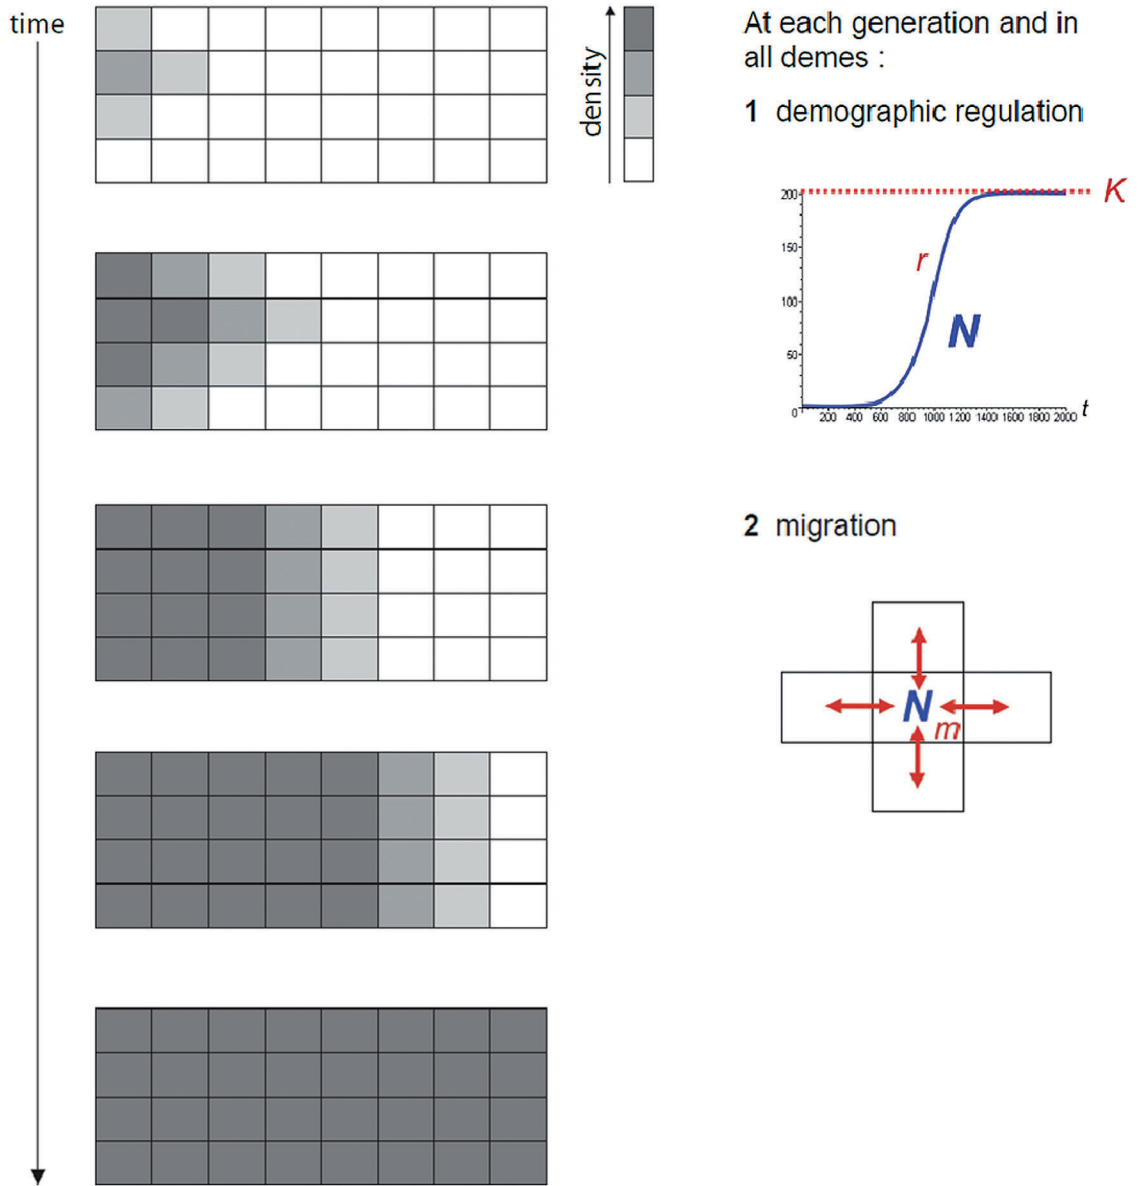 time
density
At each generation and in
all demes :
1 demographic regulation
200
150
100
50
0
K
r
N
200 400 600 800 1000 1200 1400 1600 1800 2000
t
2 migration
N
m